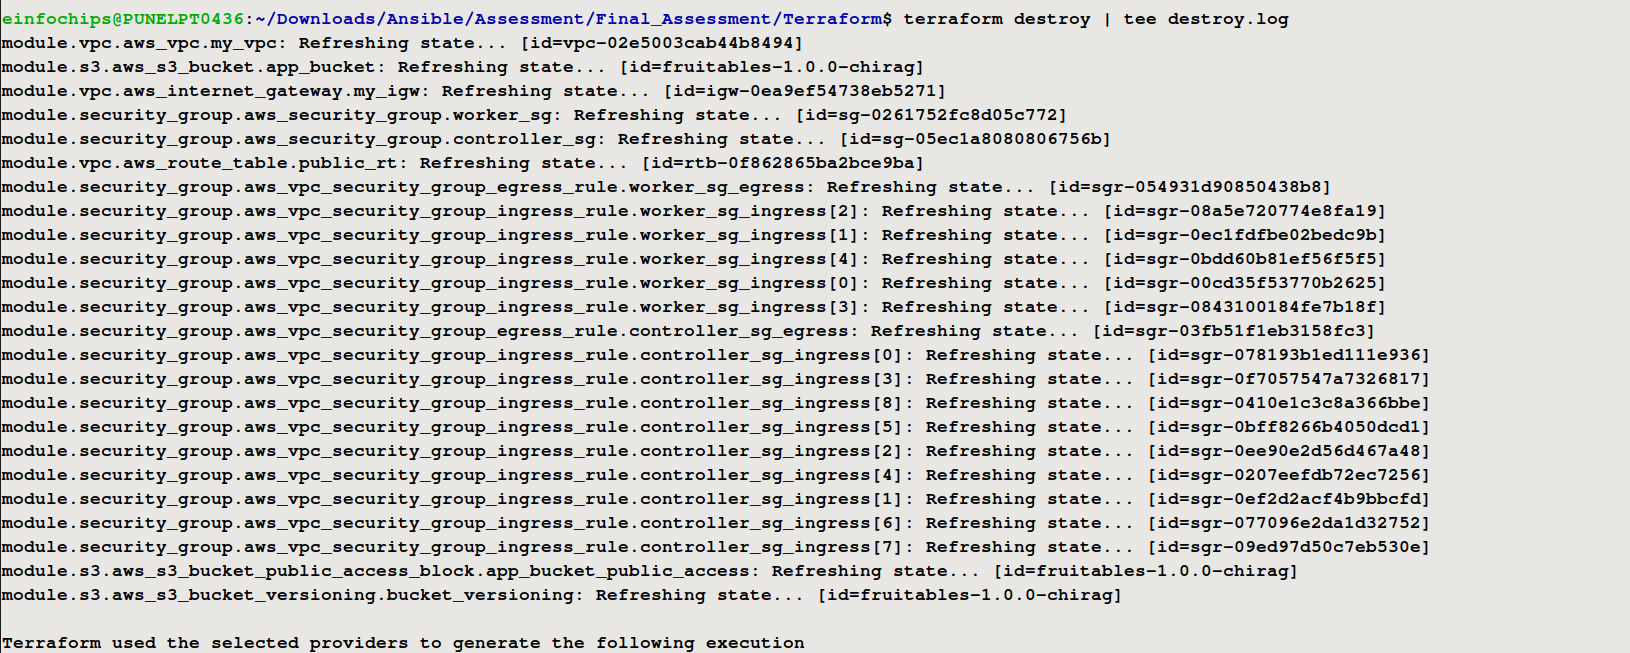 einfochips@PUNELPT0436:~/Downloads/Ansible/Assessment/Final_Assessment/Terraform$ terraform destroy | tee destroy.log
module.vpc.aws_vpc.my_vpc: Refreshing state... [id=vpc-02e5003cab44b8494]
module.s3.aws_s3_bucket.app_bucket: Refreshing state... [id=fruitables-1.0.0-chirag]
module.vpc.aws_internet_gateway.my_igw: Refreshing state... [id=igw-0ea9ef54738eb5271]
module.security_group.aws_security_group.worker_sg: Refreshing state... [id=sg-0261752fc8d05c772]
module.security_group.aws_security_group.controller_sg: Refreshing state... [id=sg-05ec1a8080806756b]
module.vpc.aws_route_table.public_rt: Refreshing state... [id=rtb-0f862865ba2bce9ba]
module.security_group.aws_vpc_security_group_egress_rule.worker_sg_egress: Refreshing state... [id=sgr-054931d90850438b8]
module.security_group.aws_vpc_security_group_ingress_rule.worker_sg_ingress[2]: Refreshing state... [id=sgr-08a5e720774e8fa19]
module.security_group.aws_vpc_security_group_ingress_rule.worker_sg_ingress[1]: Refreshing state... [id=sgr-0ec1fdfbe02bedc9b]
module.security_group.aws_vpc_security_group_ingress_rule.worker_sg_ingress[4]: Refreshing state... [id=sgr-0bdd60b81ef56f5f5]
module.security_group.aws_vpc_security_group_ingress_rule.worker_sg_ingress[0]: Refreshing state... [id=sgr-00cd35f53770b2625]
module.security_group.aws_vpc_security_group_ingress_rule.worker_sg_ingress[3]: Refreshing state... [id=sgr-0843100184fe7b18f]
module.security_group.aws_vpc_security_group_egress_rule.controller_sg_egress: Refreshing state... [id=sgr-03fb51f1eb3158fc3]
module.security_group.aws_vpc_security_group_ingress_rule.controller_sg_ingress[0]: Refreshing state... [id=sgr-078193b1ed111e936]
module.security_group.aws_vpc_security_group_ingress_rule.controller_sg_ingress[3]: Refreshing state... [id=sgr-0f7057547a7326817]
module.security_group.aws_vpc_security_group_ingress_rule.controller_sg_ingress[8]: Refreshing state... [id=sgr-0410e1c3c8a366bbe]
module.security_group.aws_vpc_security_group_ingress_rule.controller_sg_ingress[5]: Refreshing state... [id=sgr-0bff8266b4050dcd1]
module.security_group.aws_vpc_security_group_ingress_rule.controller_sg_ingress[2]: Refreshing state... [id=sgr-0ee90e2d56d467a48]
module.security_group.aws_vpc_security_group_ingress_rule.controller_sg_ingress[4]: Refreshing state... [id=sgr-0207eefdb72ec7256]
module.security_group.aws_vpc_security_group_ingress_rule.controller_sg_ingress[1]: Refreshing state... [id=sgr-0ef2d2acf4b9bbcfd]
module.security_group.aws_vpc_security_group_ingress_rule.controller_sg_ingress[6]: Refreshing state... [id=sgr-077096e2da1d32752]
module.security_group.aws_vpc_security_group_ingress_rule.controller_sg_ingress[7]: Refreshing state... [id=sgr-09ed97d50c7eb530e]
module.s3.aws_s3_bucket_public_access_block.app_bucket_public_access: Refreshing state... [id=fruitables-1.0.0-chirag]
module.s3.aws_s3_bucket_versioning.bucket_versioning: Refreshing state... [id=fruitables-1.0.0-chirag]
Terraform used the selected providers to generate the following execution